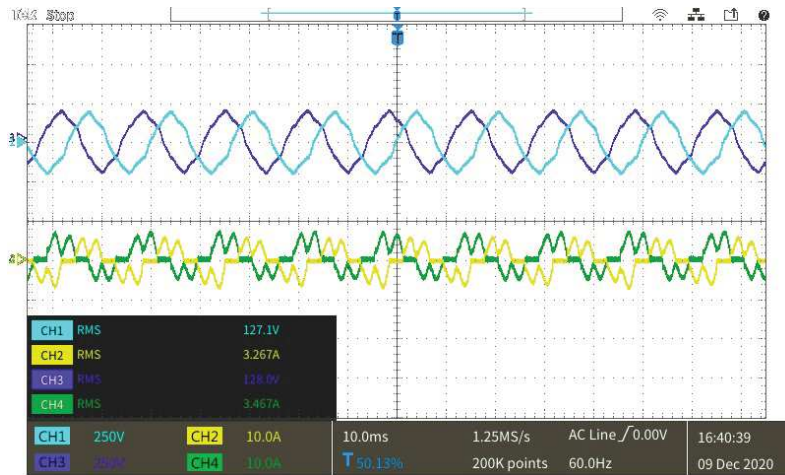 Tek Stop
T
CH1 RMS 127.1V
CH2 RMS 3.267A
CH3 RMS 128.0V
CH4 RMS 3.467A
CH1 250V CH2 10.0A 10.0ms 1.25MS/s AC Line 0.00V 16:40:39
CH3 250V CH4 10.0A T 50.13% 200K points 60.0Hz 09 Dec 2020